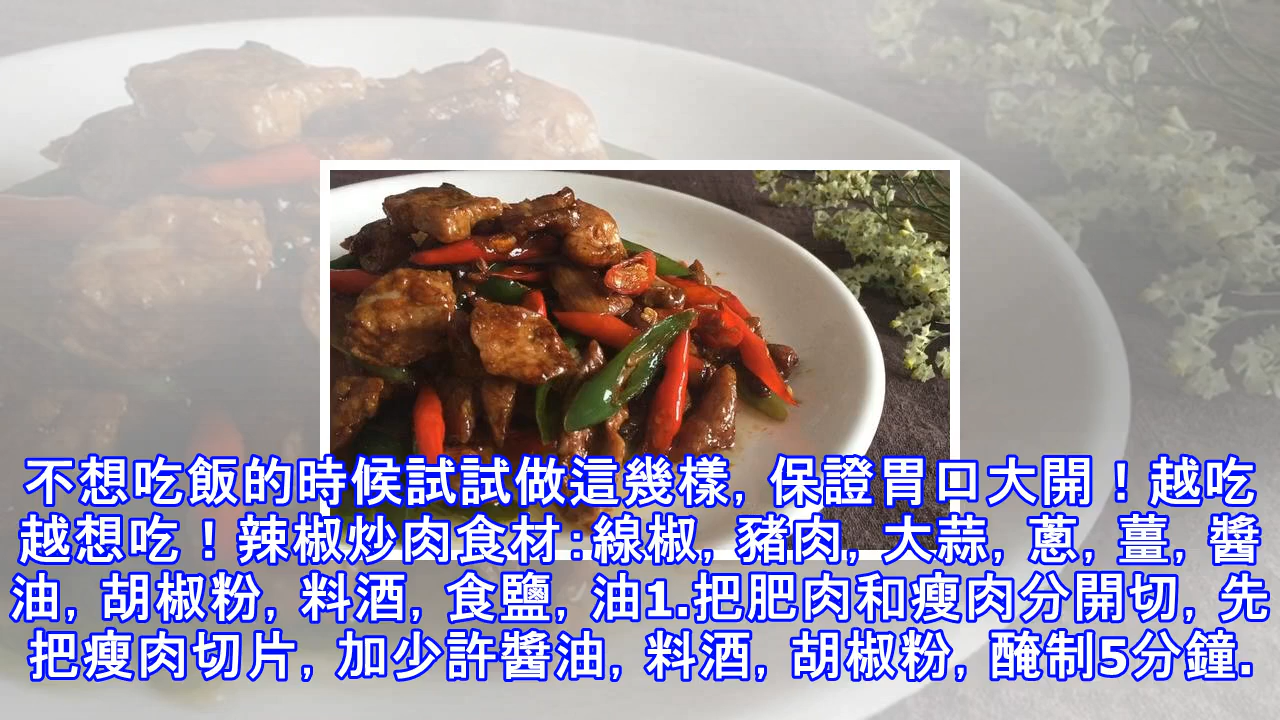 不想吃飯的時候試試做這幾樣, 保證胃口大開！越吃
越想吃！辣椒炒肉食材:線椒, 豬肉, 大蒜, 蔥, 薑, 醬
油, 胡椒粉, 料酒, 食鹽, 油1.把肥肉和瘦肉分開切, 先
把瘦肉切片, 加少許醬油, 料酒, 胡椒粉, 醃制5分鐘.